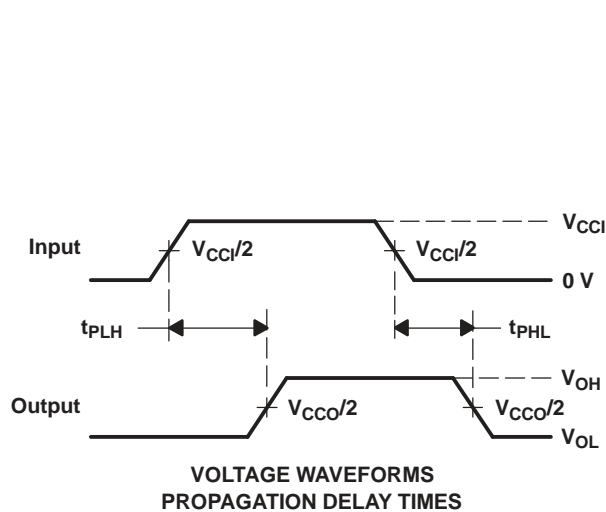 V_CCI
Input
V_CCI/2
V_CCI/2
0 V
t_PLH
t_PHL
V_OH
Output
V_CCO/2
V_CCO/2
V_OL
VOLTAGE WAVEFORMS
PROPAGATION DELAY TIMES